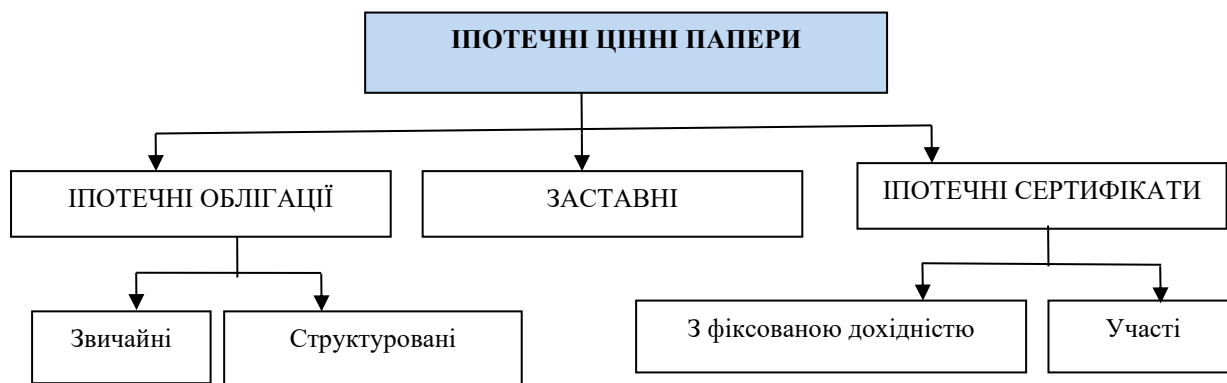 ІПОТЕЧНІ ЦІННІ ПАПЕРИ
ІПОТЕЧНІ ОБЛІГАЦІЇ
ЗАСТАВНІ
ІПОТЕЧНІ СЕРТИФІКАТИ
Звичайні
Структуровані
З фіксованою дохідністю
Участі